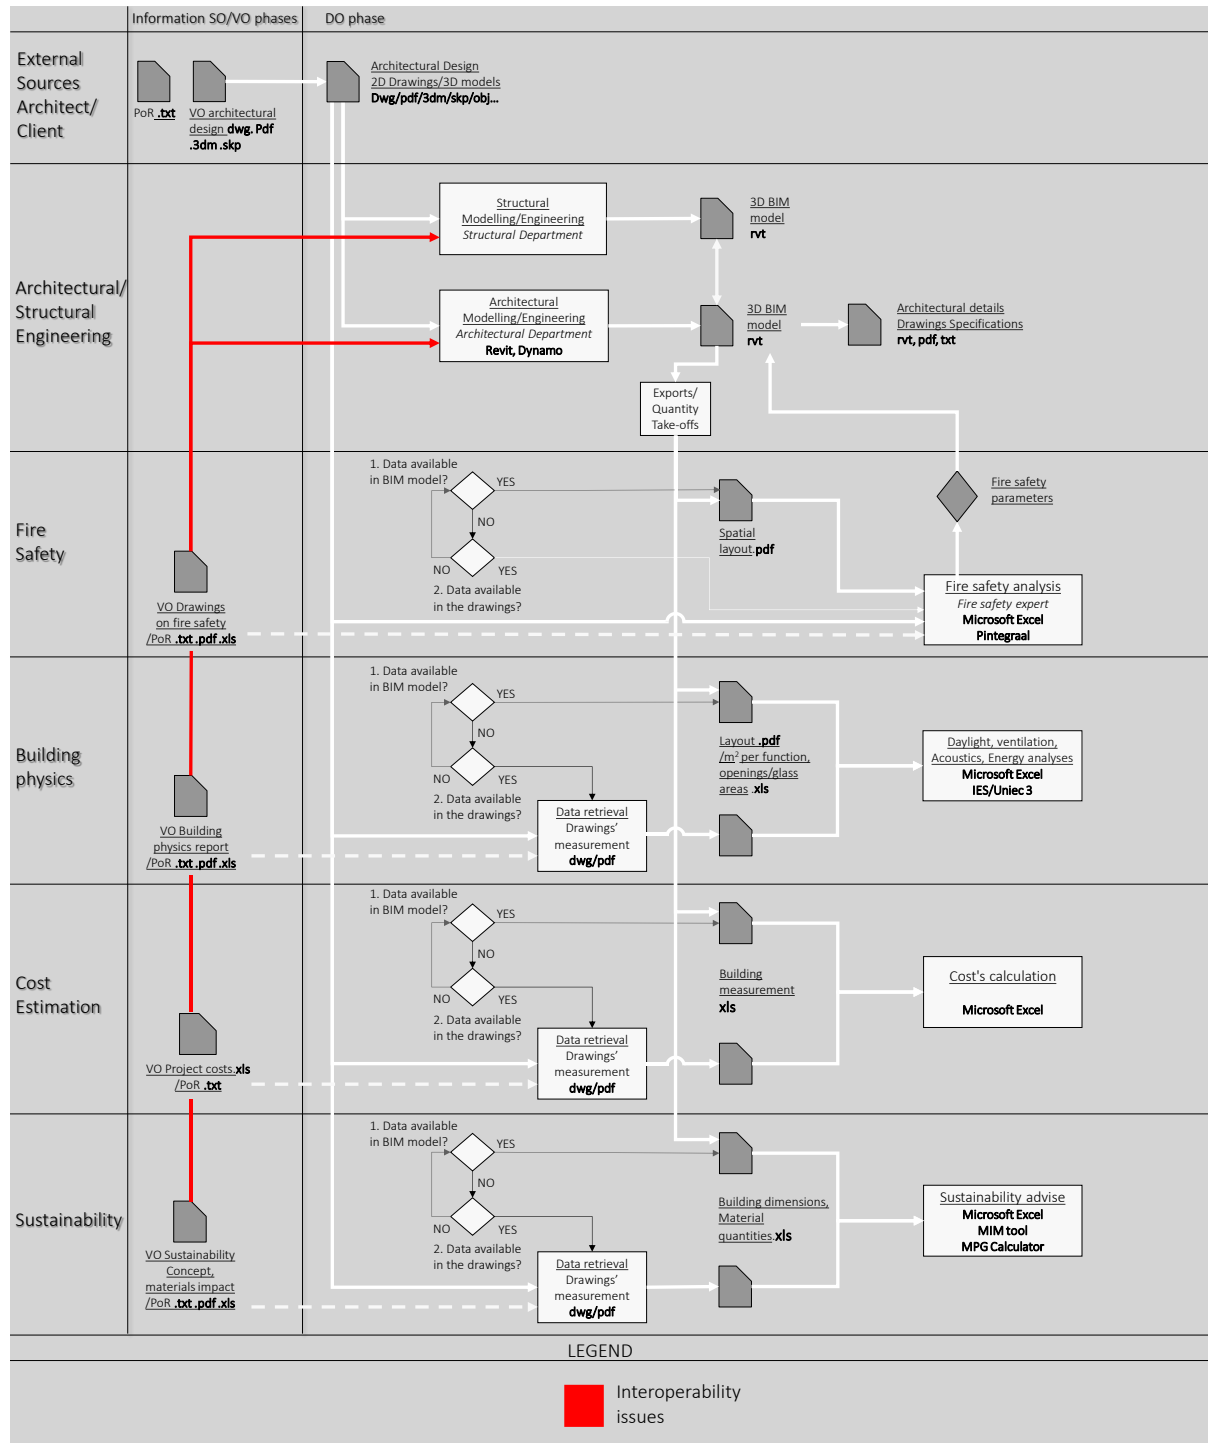 Information SO/VO phases
DO phase
External
Sources
Architect/
Client
PoR .txt
VO architectural
design dwg. Pdf
.3dm .skp
Architectural Design
2D Drawings/3D models
Dwg/pdf/3dm/skp/obj...
Architectural/
Structural
Engineering
Structural
Modelling/Engineering
Structural Department
3D BIM
model
rvt
Architectural
Modelling/Engineering
Architectural Department
Revit, Dynamo
3D BIM
model
rvt
Architectural details
Drawings Specifications
rvt, pdf, txt
Exports/
Quantity
Take-offs
Fire
Safety
VO Drawings
on fire safety
/PoR .txt .pdf .xls
1. Data available
in BIM model?
YES
NO
NO
YES
2. Data available
in the drawings?
Spatial
layout.pdf
Fire safety
parameters
Fire safety analysis
Fire safety expert
Microsoft Excel
Pintegraal
Building
physics
VO Building
physics report
/PoR .txt .pdf .xls
1. Data available
in BIM model?
YES
NO
NO
YES
2. Data available
in the drawings?
Data retrieval
Drawings’
measurement
dwg/pdf
Layout .pdf
/m² per function,
openings/glass
areas .xls
Daylight, ventilation,
Acoustics, Energy analyses
Microsoft Excel
IES/Uniec 3
Cost
Estimation
VO Project costs.xls
/PoR .txt
1. Data available
in BIM model?
YES
NO
NO
YES
2. Data available
in the drawings?
Data retrieval
Drawings’
measurement
dwg/pdf
Building
measurement
xls
Cost's calculation
Microsoft Excel
Sustainability
VO Sustainability
Concept,
materials impact
/PoR .txt .pdf .xls
1. Data available
in BIM model?
YES
NO
NO
YES
2. Data available
in the drawings?
Data retrieval
Drawings’
measurement
dwg/pdf
Building dimensions,
Material
quantities.xls
Sustainability advise
Microsoft Excel
MIM tool
MPG Calculator
LEGEND
Interoperability
issues